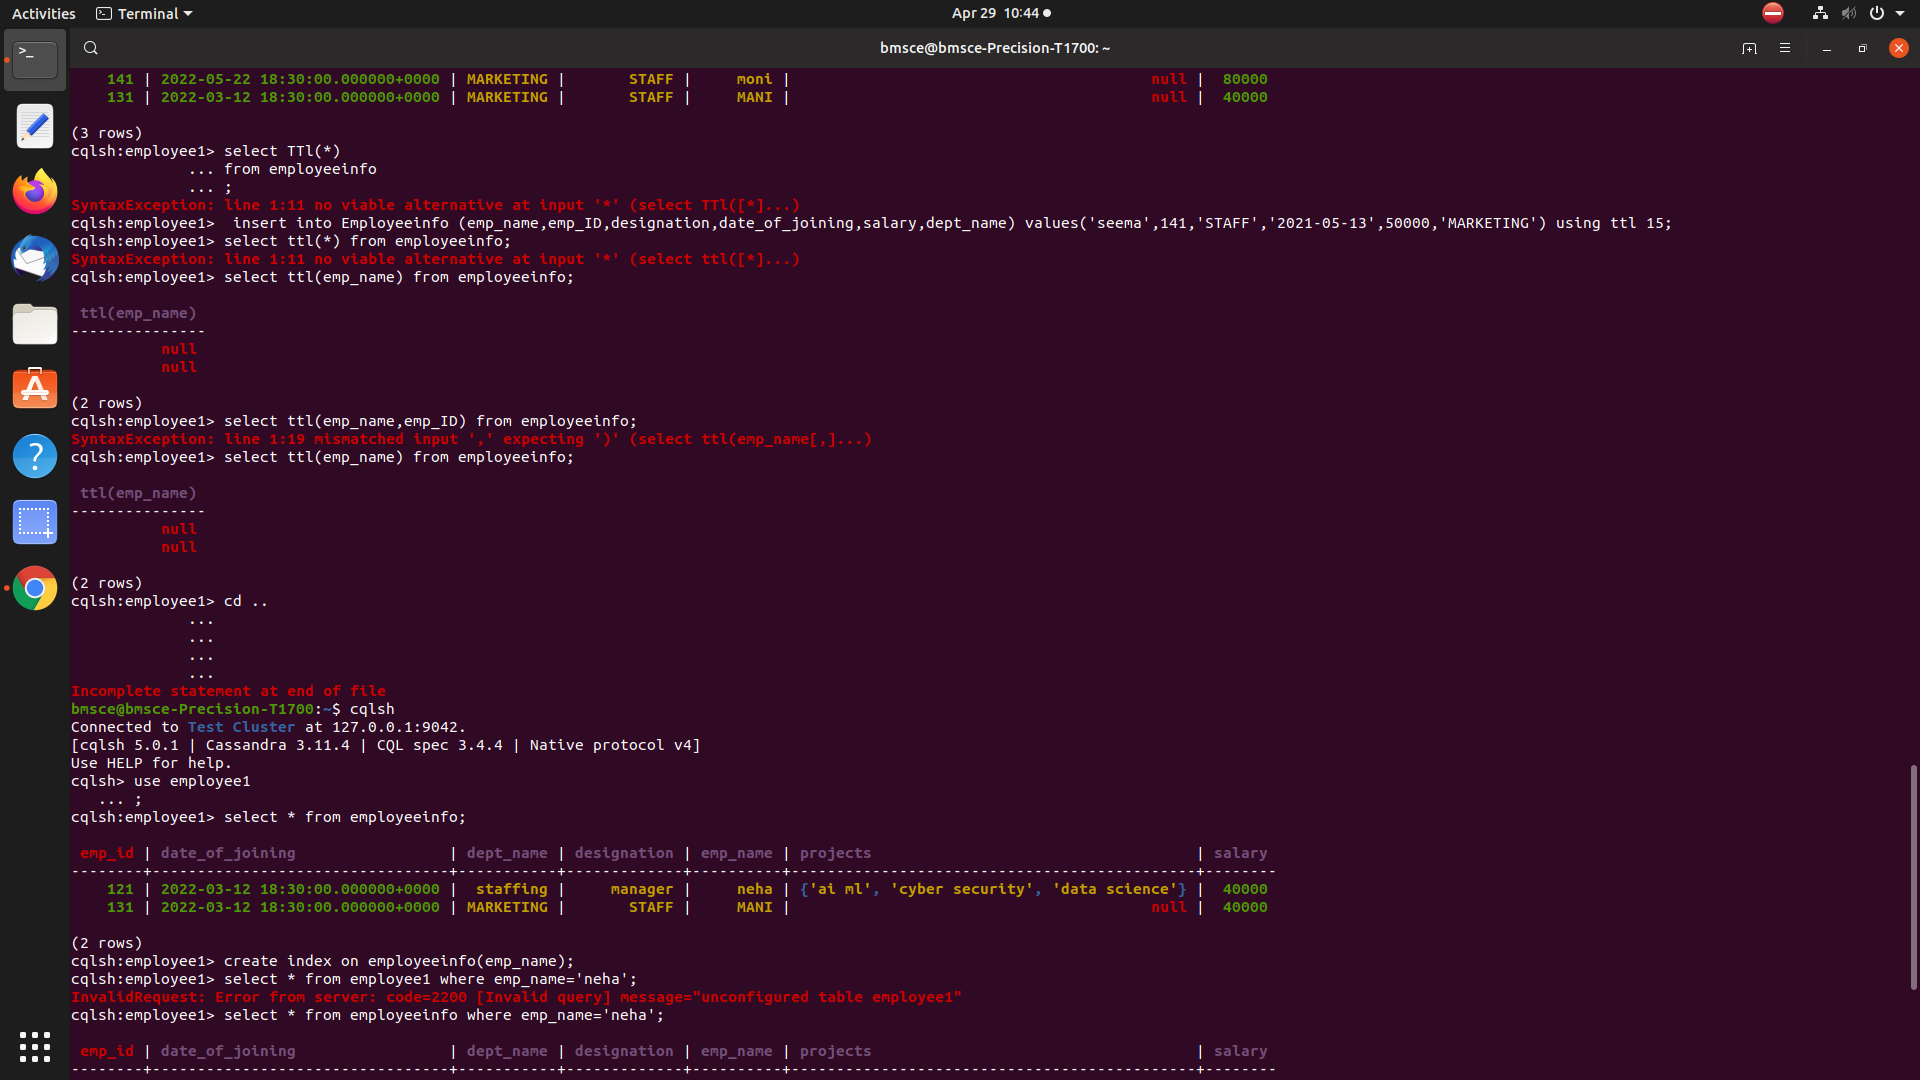 Activities Terminal Apr 29 10:44
bmsce@bmsce-Precision-T1700: ~
141 | 2022-05-22 18:30:00.000000+0000 | MARKETING | STAFF | moni | null | 80000
131 | 2022-03-12 18:30:00.000000+0000 | MARKETING | STAFF | MANI | null | 40000
(3 rows)
cqlsh:employee1> select TTl(*)
... from employeeinfo
... ;
SyntaxException: line 1:11 no viable alternative at input '*' (select TTl([*]...)
cqlsh:employee1>  insert into Employeeinfo (emp_name,emp_ID,designation,date_of_joining,salary,dept_name) values('seema',141,'STAFF','2021-05-13',50000,'MARKETING') using ttl 15;
cqlsh:employee1> select ttl(*) from employeeinfo;
SyntaxException: line 1:11 no viable alternative at input '*' (select ttl([*]...)
cqlsh:employee1> select ttl(emp_name) from employeeinfo;
ttl(emp_name)
---------------
null
null
(2 rows)
cqlsh:employee1> select ttl(emp_name,emp_ID) from employeeinfo;
SyntaxException: line 1:19 mismatched input ',' expecting ')' (select ttl(emp_name[,]...)
cqlsh:employee1> select ttl(emp_name) from employeeinfo;
ttl(emp_name)
---------------
null
null
(2 rows)
cqlsh:employee1> cd ..
...
...
...
...
Incomplete statement at end of file
bmsce@bmsce-Precision-T1700:~$ cqlsh
Connected to Test Cluster at 127.0.0.1:9042.
[cqlsh 5.0.1 | Cassandra 3.11.4 | CQL spec 3.4.4 | Native protocol v4]
Use HELP for help.
cqlsh> use employee1
... ;
cqlsh:employee1> select * from employeeinfo;
emp_id | date_of_joining | dept_name | designation | emp_name | projects | salary
--------+---------------------------------+-----------+-------------+----------+---------------------------------------------+--------
121 | 2022-03-12 18:30:00.000000+0000 | staffing | manager | neha | {'ai ml', 'cyber security', 'data science'} | 40000
131 | 2022-03-12 18:30:00.000000+0000 | MARKETING | STAFF | MANI | null | 40000
(2 rows)
cqlsh:employee1> create index on employeeinfo(emp_name);
cqlsh:employee1> select * from employee1 where emp_name='neha';
InvalidRequest: Error from server: code=2200 [Invalid query] message="unconfigured table employee1"
cqlsh:employee1> select * from employeeinfo where emp_name='neha';
emp_id | date_of_joining | dept_name | designation | emp_name | projects | salary
--------+---------------------------------+-----------+-------------+----------+---------------------------------------------+--------